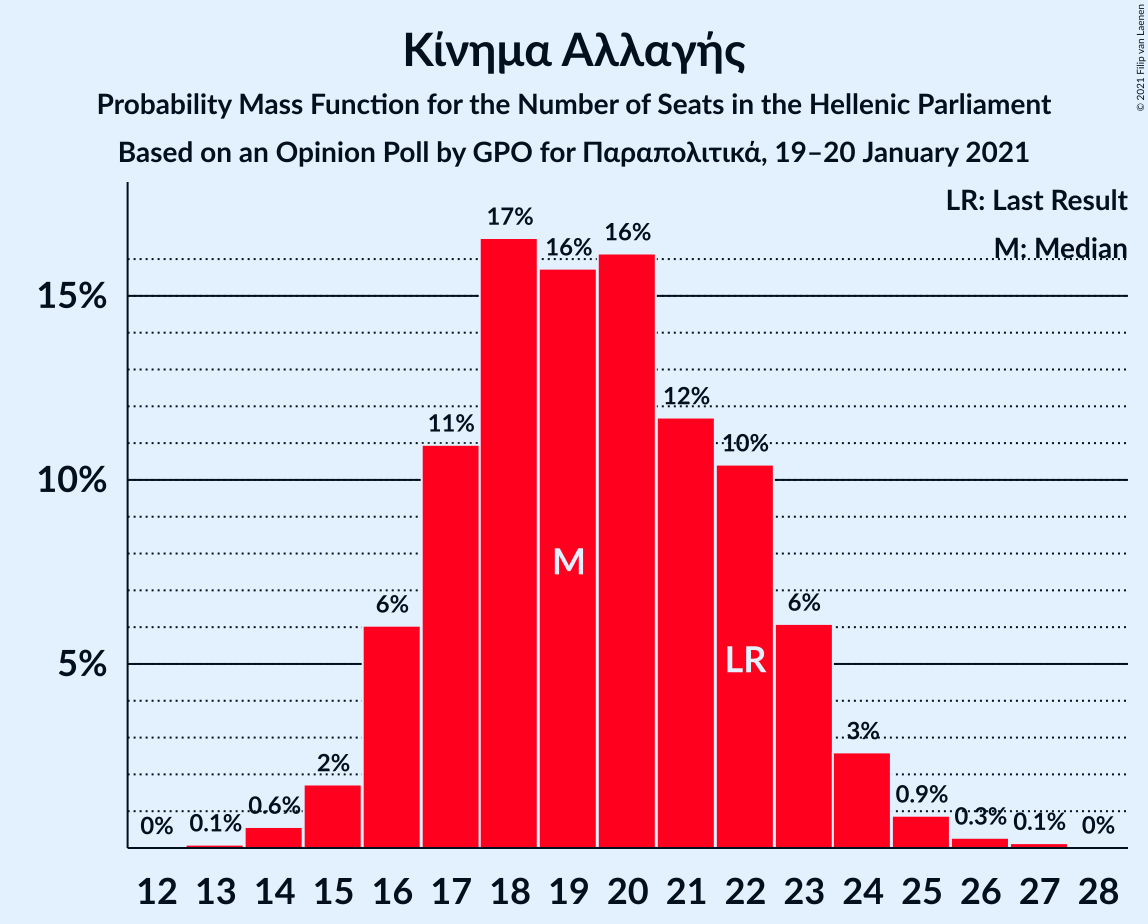 Κίνημα Αλλαγής
Probability Mass Function for the Number of Seats in the Hellenic Parliament
Based on an Opinion Poll by GPO for Παραπολιτικά, 19–20 January 2021
© 2021 Filip van Laenen
LR: Last Result
M: Median
15%
10%
5%
0%
0.1%
0.6%
2%
6%
11%
17%
16%
16%
12%
10%
6%
3%
0.9%
0.3%
0.1%
0%
M
LR
12 13 14 15 16 17 18 19 20 21 22 23 24 25 26 27 28